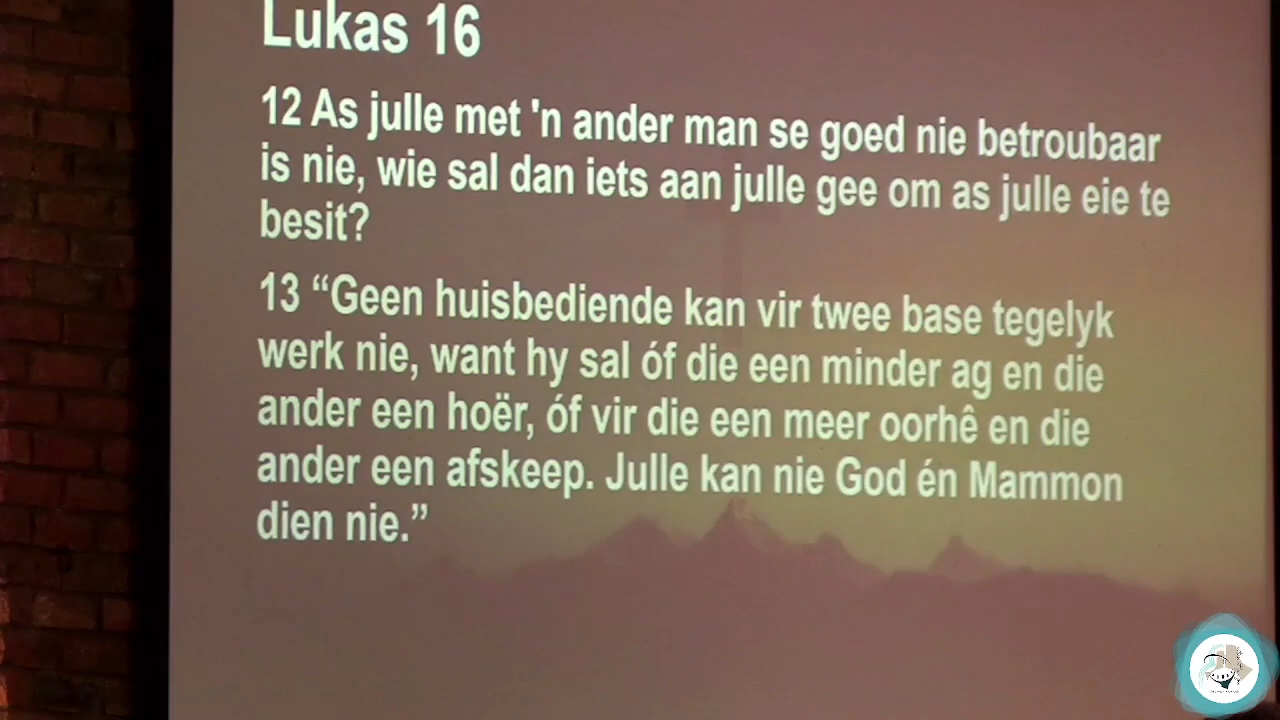 Lukas 16
12 As julle met 'n ander man se goed nie betroubaar
is nie, wie sal dan iets aan julle gee om as julle eie te
besit?
13 “Geen huisbediende kan vir twee base tegelyk
werk nie, want hy sal óf die een minder ag en die
ander een hoër, óf vir die een meer oorhê en die
ander een afskeep. Julle kan nie God én Mammon
dien nie.”